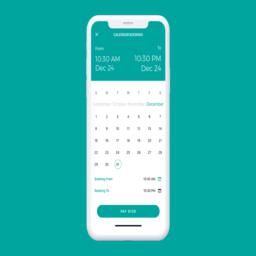 CALENDER BOOKING
From
To
10:30 AM
10:30 PM
Dec 24
Dec 24
S M T W T F S
September October November December
1 2 3 4 5 6 7
8 9 10 11 12 13 14
15 16 17 18 19 20 21
22 23 24 25 26 27 28
29 30 31
Booking From
10:30 AM
Booking To
10:30 PM